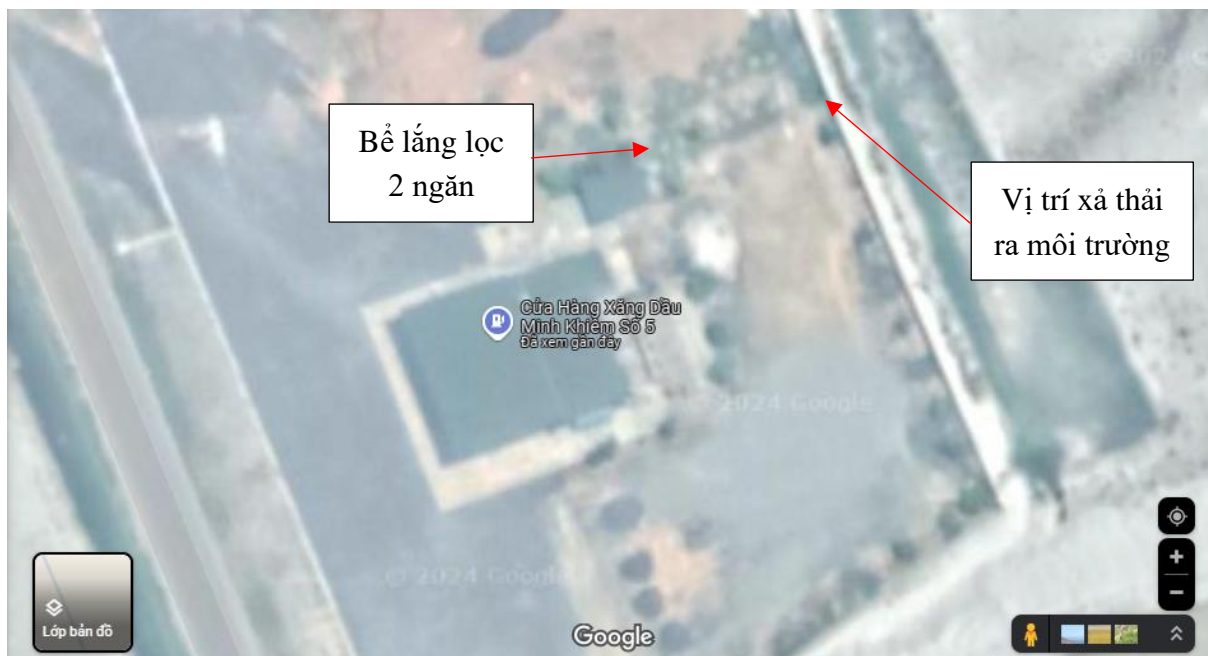 © 2024 G
Bể lắng lọc
2 ngăn
Vị trí xả thải
ra môi trường
Cửa Hàng Xăng Dầu
Minh Khiêm Số 5
Đã xem gần đây
© 2024 Google
© 2024 Google
Lớp bản đồ
Google
+
−